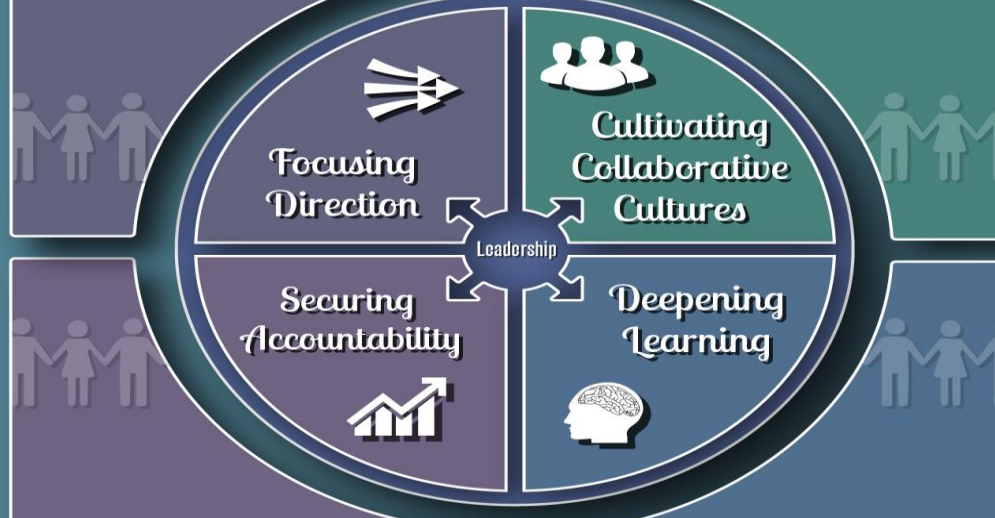 Focusing
Direction
Cultivating
Collaborative
Cultures
Leadership
Securing
Accountability
Deepening
Learning